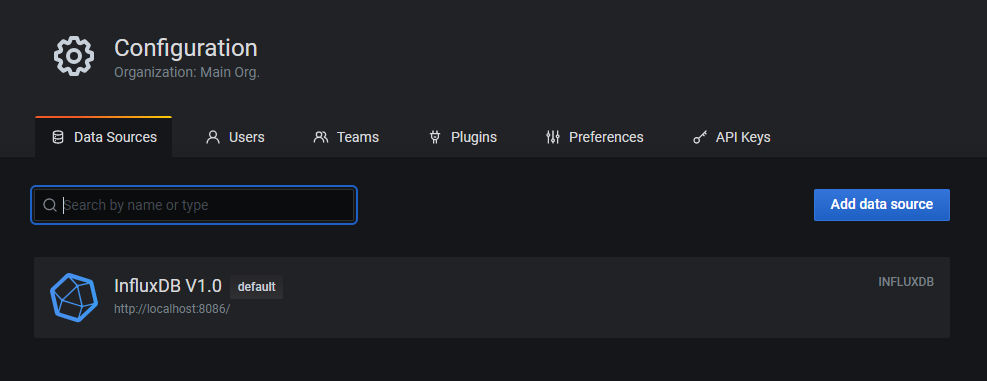 Configuration
Organization: Main Org.
Data Sources Users Teams Plugins Preferences API Keys
Search by name or type Add data source
InfluxDB V1.0 default INFLUXDB
http://localhost:8086/